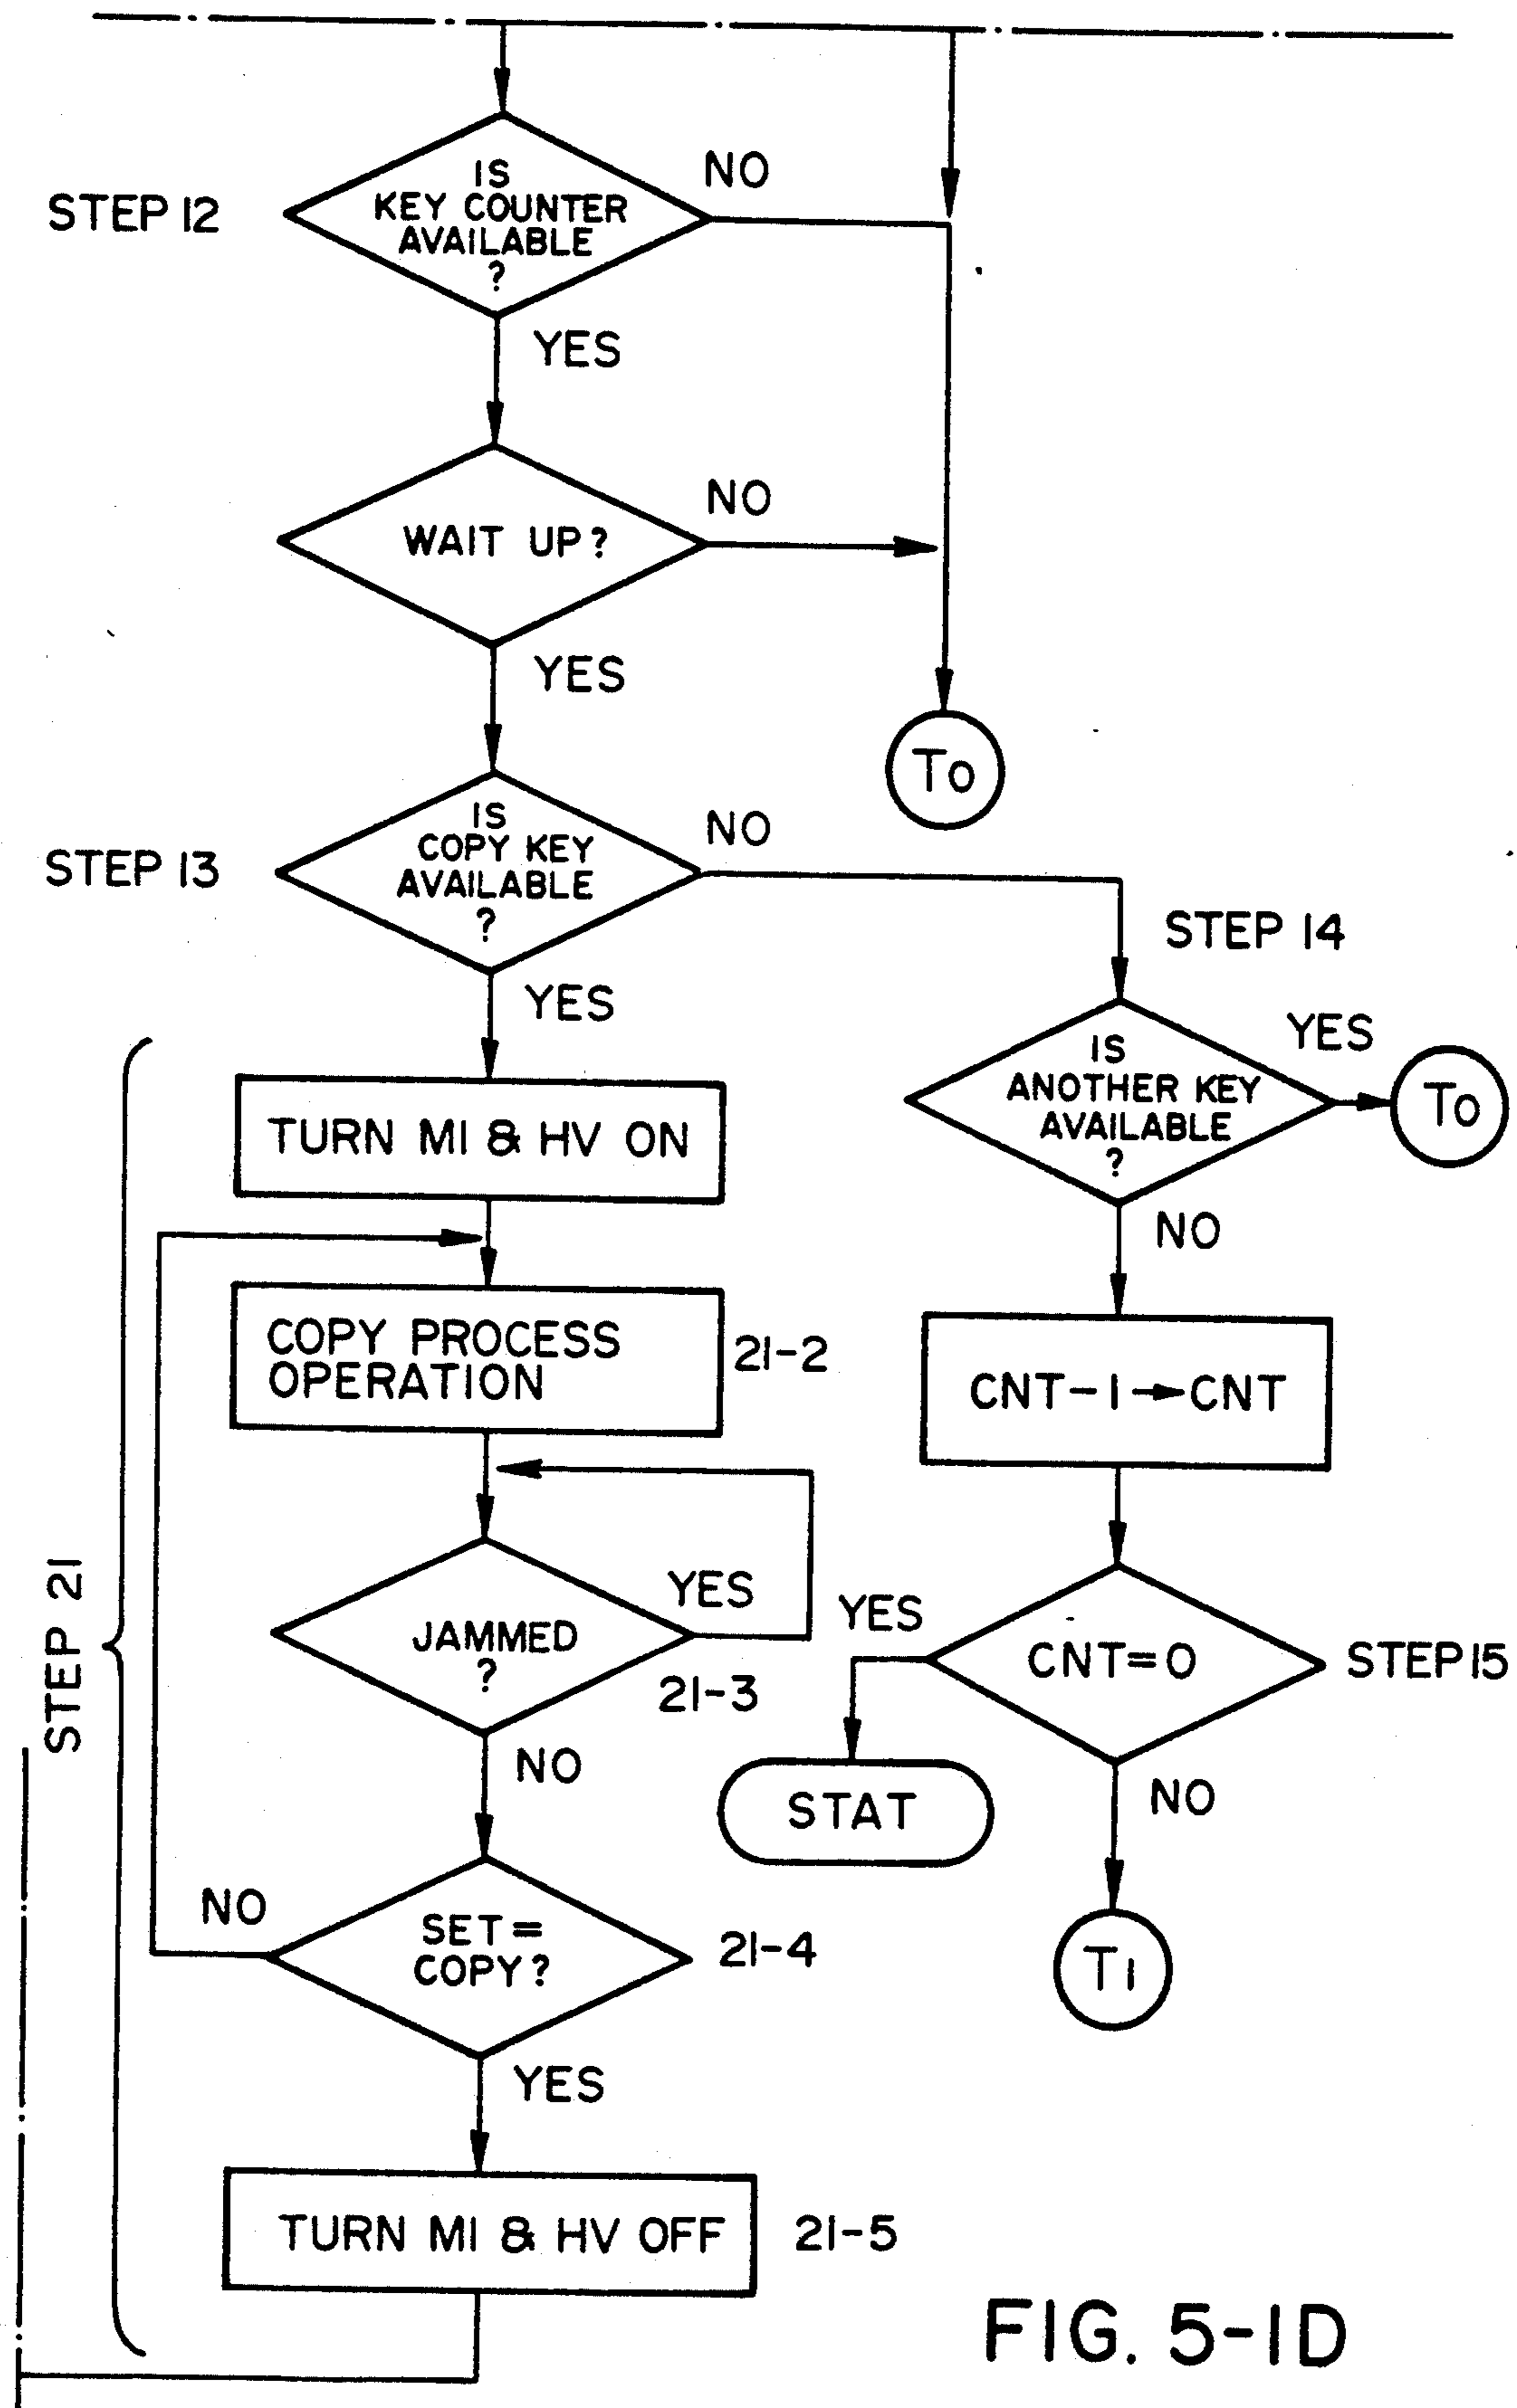 IS
KEY COUNTER
AVAILABLE
?
NO
STEP 12
YES
WAIT UP?
NO
YES
To
IS
COPY KEY
AVAILABLE
?
NO
STEP 13
YES
STEP 14
IS
ANOTHER KEY
AVAILABLE
?
YES
To
NO
TURN M1 & HV ON
COPY PROCESS
OPERATION
21-2
CNT-1→CNT
STEP 21
JAMMED
?
YES
21-3
NO
CNT=0
YES
STEP 15
STAT
NO
T1
SET=
COPY?
NO
21-4
YES
TURN M1 & HV OFF
21-5
FIG. 5-1D